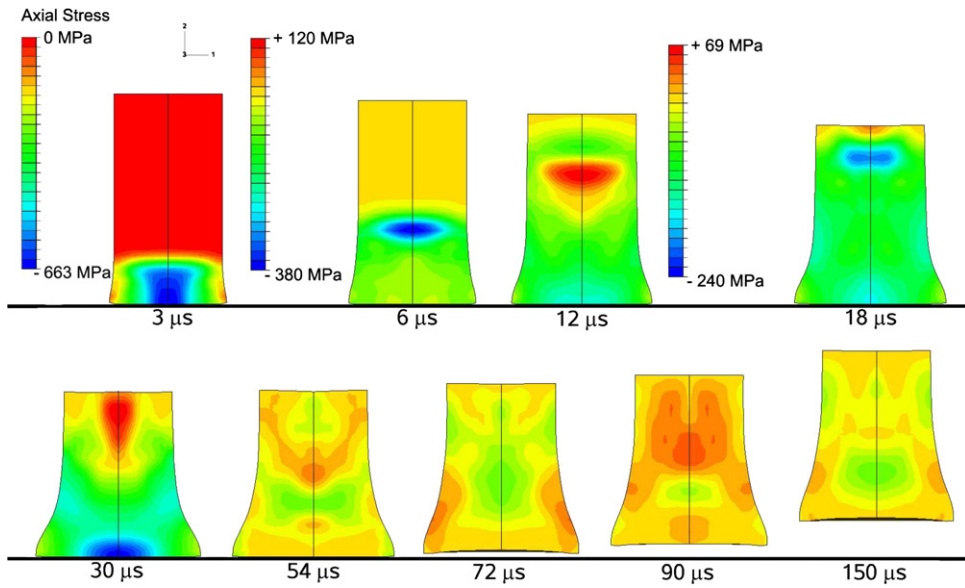 Axial Stress
0 MPa
- 663 MPa
2
3 1
+ 120 MPa
- 380 MPa
+ 69 MPa
- 240 MPa
3 µs
6 µs
12 µs
18 µs
30 µs
54 µs
72 µs
90 µs
150 µs